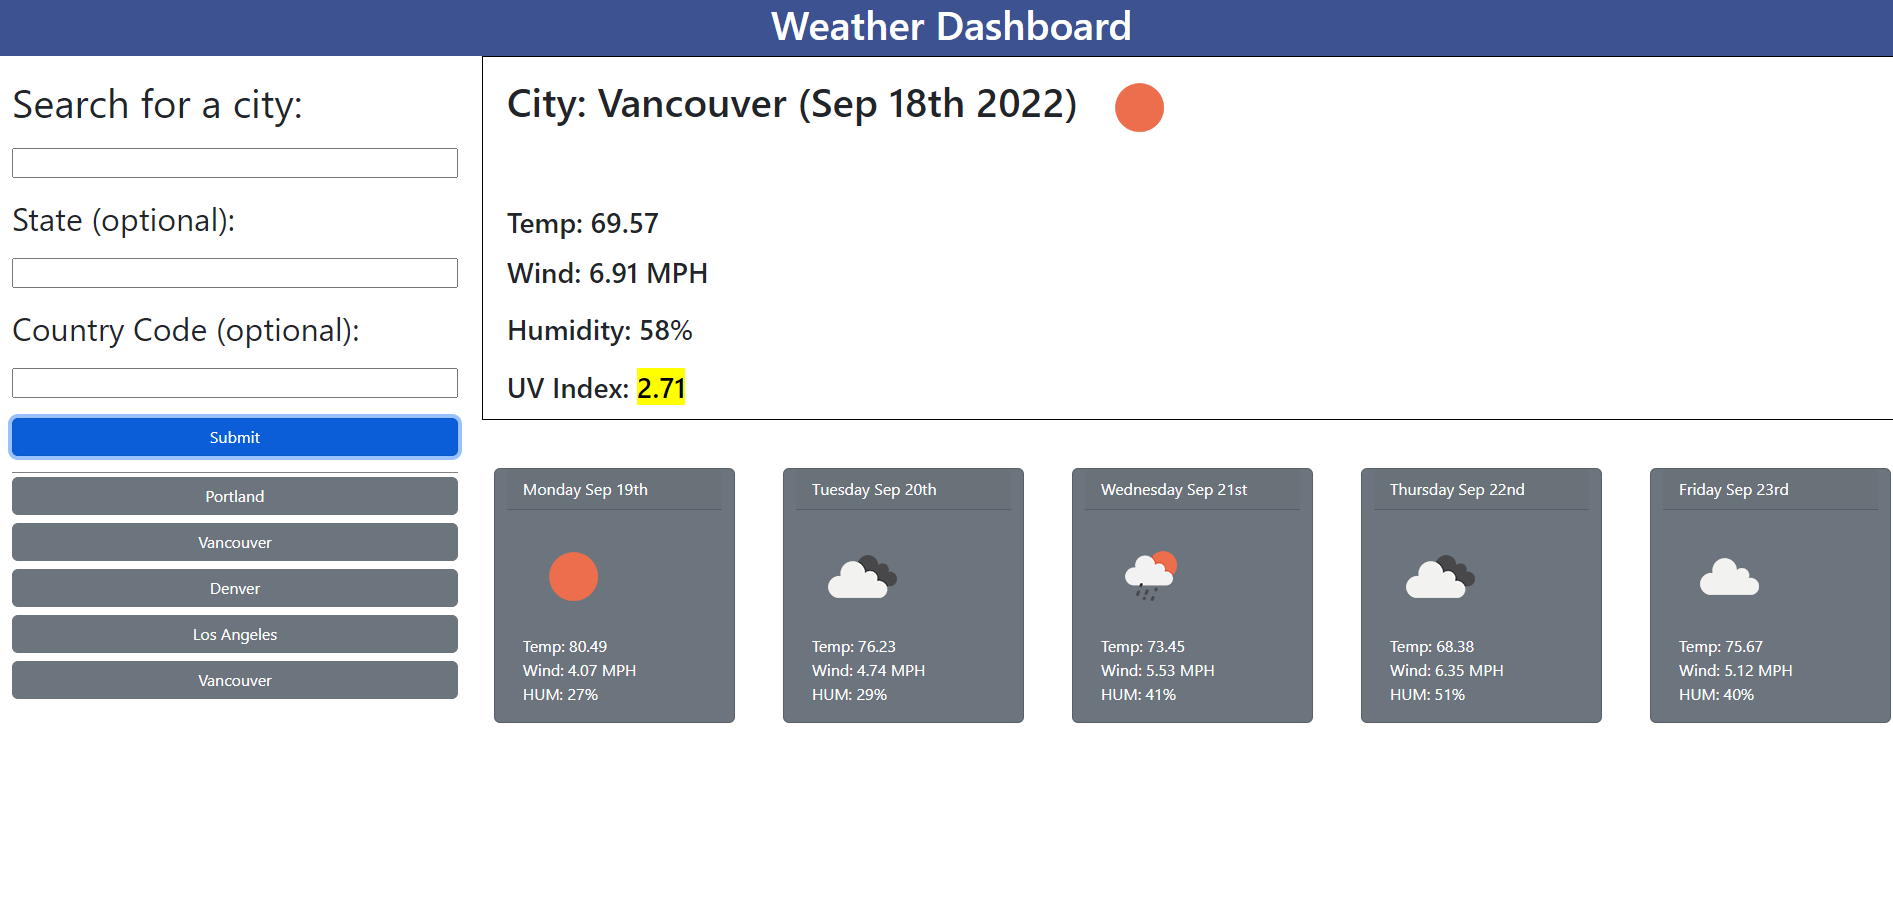 Weather Dashboard
Search for a city:
State (optional):
Country Code (optional):
Submit
Portland
Vancouver
Denver
Los Angeles
Vancouver
City: Vancouver (Sep 18th 2022)
Temp: 69.57
Wind: 6.91 MPH
Humidity: 58%
UV Index: 2.71
Monday Sep 19th
Temp: 80.49
Wind: 4.07 MPH
HUM: 27%
Tuesday Sep 20th
Temp: 76.23
Wind: 4.74 MPH
HUM: 29%
Wednesday Sep 21st
Temp: 73.45
Wind: 5.53 MPH
HUM: 41%
Thursday Sep 22nd
Temp: 68.38
Wind: 6.35 MPH
HUM: 51%
Friday Sep 23rd
Temp: 75.67
Wind: 5.12 MPH
HUM: 40%